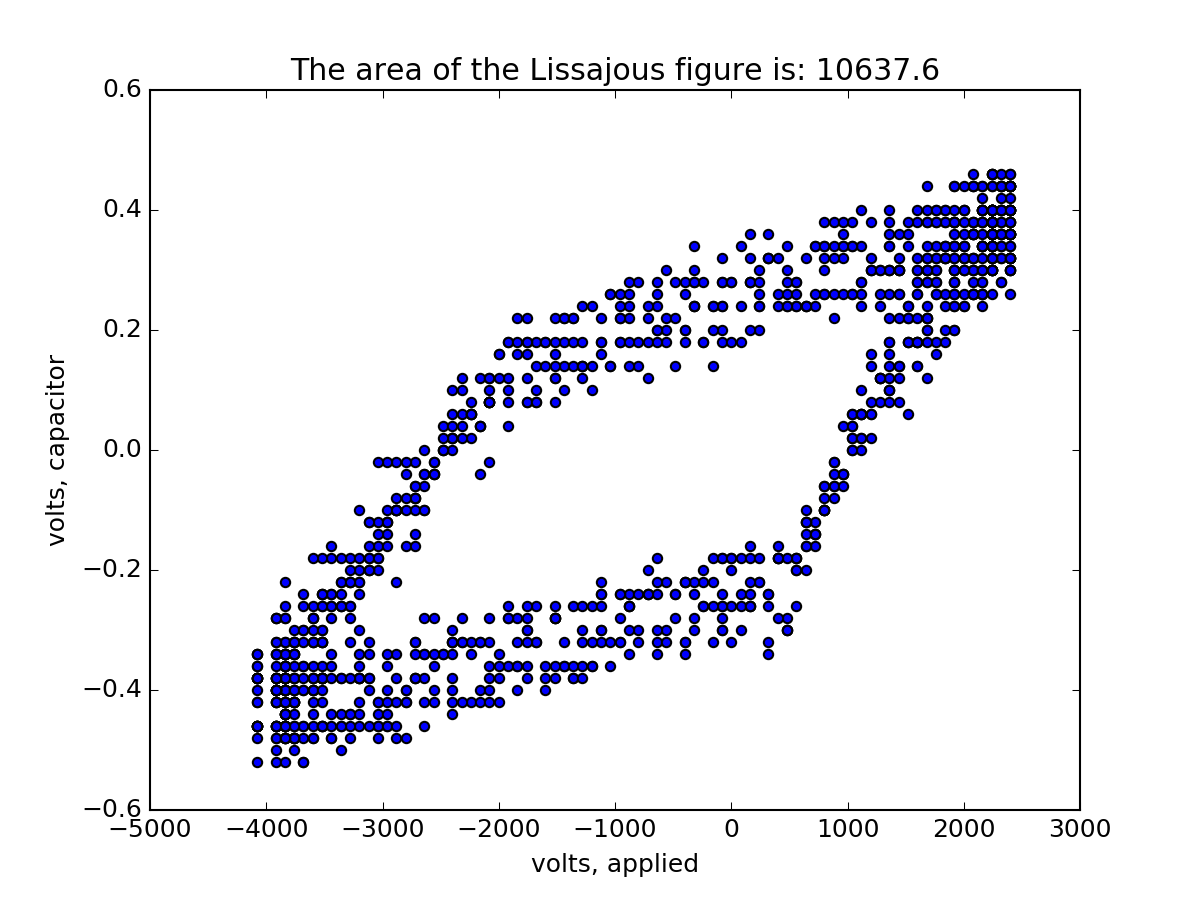 The area of the Lissajous figure is: 10637.6
0.6
0.4
0.2
0.0
−0.2
−0.4
−0.6
volts, capacitor
−5000 −4000 −3000 −2000 −1000 0 1000 2000 3000
volts, applied